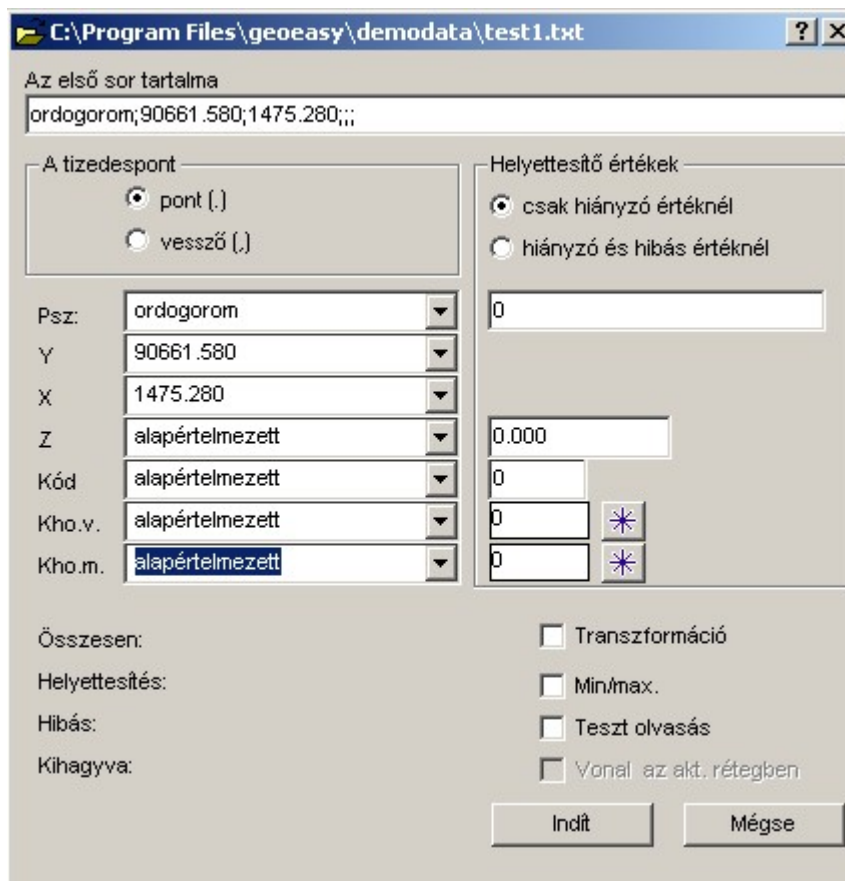 C:\Program Files\geoeasy\demodata\test1.txt
Az első sor tartalma
ordogorom;90661.580;1475.280;;;
A tizedespont
pont (.)
vessző (,)
Helyettesítő értékek
csak hiányzó értéknél
hiányzó és hibás értéknél
Psz: ordogorom 0
Y 90661.580
X 1475.280
Z alapértelmezett 0.000
Kód alapértelmezett 0
Kho.v. alapértelmezett 0
Kho.m. alapértelmezett 0
Összesen:
Helyettesítés:
Hibás:
Kihagyva:
Transzformáció
Min/max.
Teszt olvasás
Vonal az akt. rétegben
Indít Mégse